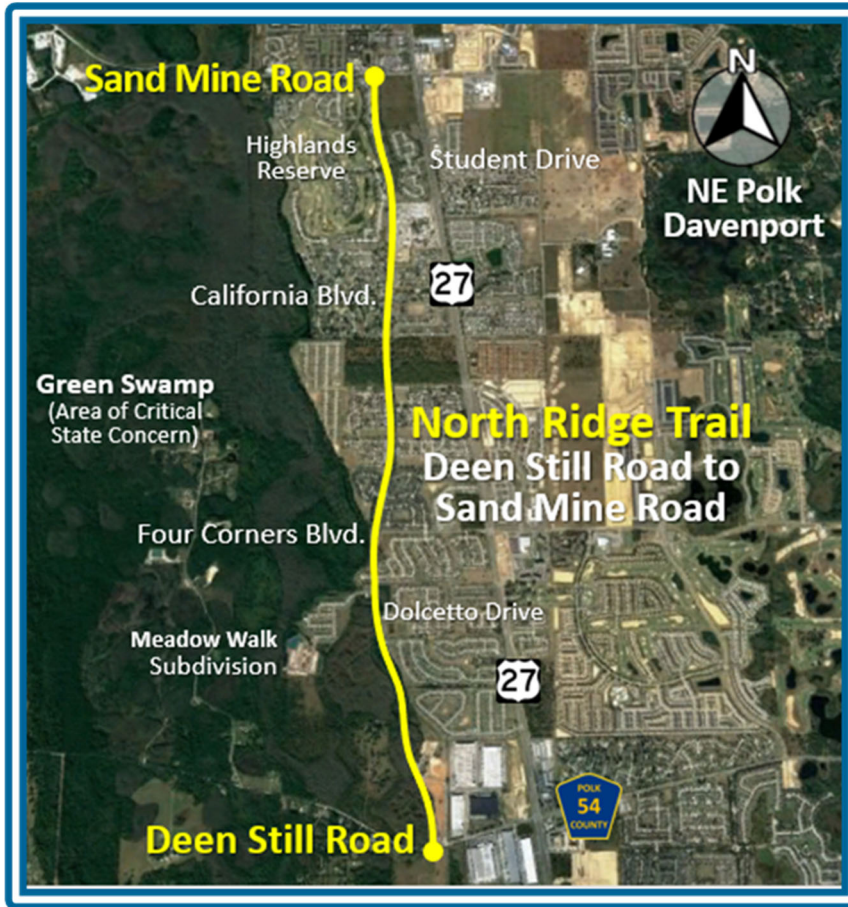 Sand Mine Road
N
Highlands
Reserve
Student Drive
NE Polk
Davenport
California Blvd.
27
Green Swamp
(Area of Critical
State Concern)
North Ridge Trail
Deen Still Road to
Sand Mine Road
Four Corners Blvd.
Dolcetto Drive
Meadow Walk
Subdivision
27
POLK
54
COUNTY
Deen Still Road